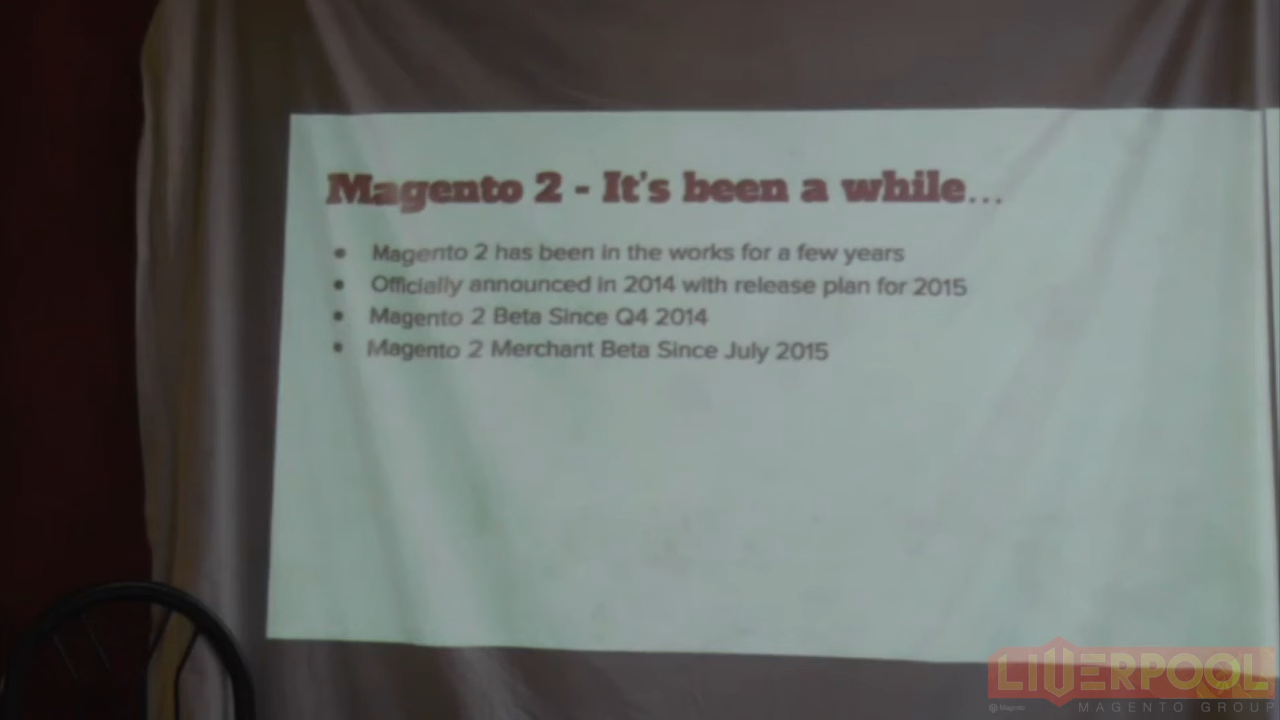 Magento 2 - It's been a while...
• Magento 2 has been in the works for a few years
• Officially announced in 2014 with release plan for 2015
• Magento 2 Beta Since Q4 2014
• Magento 2 Merchant Beta Since July 2015
LIVERPOOL
Magento
MAGENTO GROUP